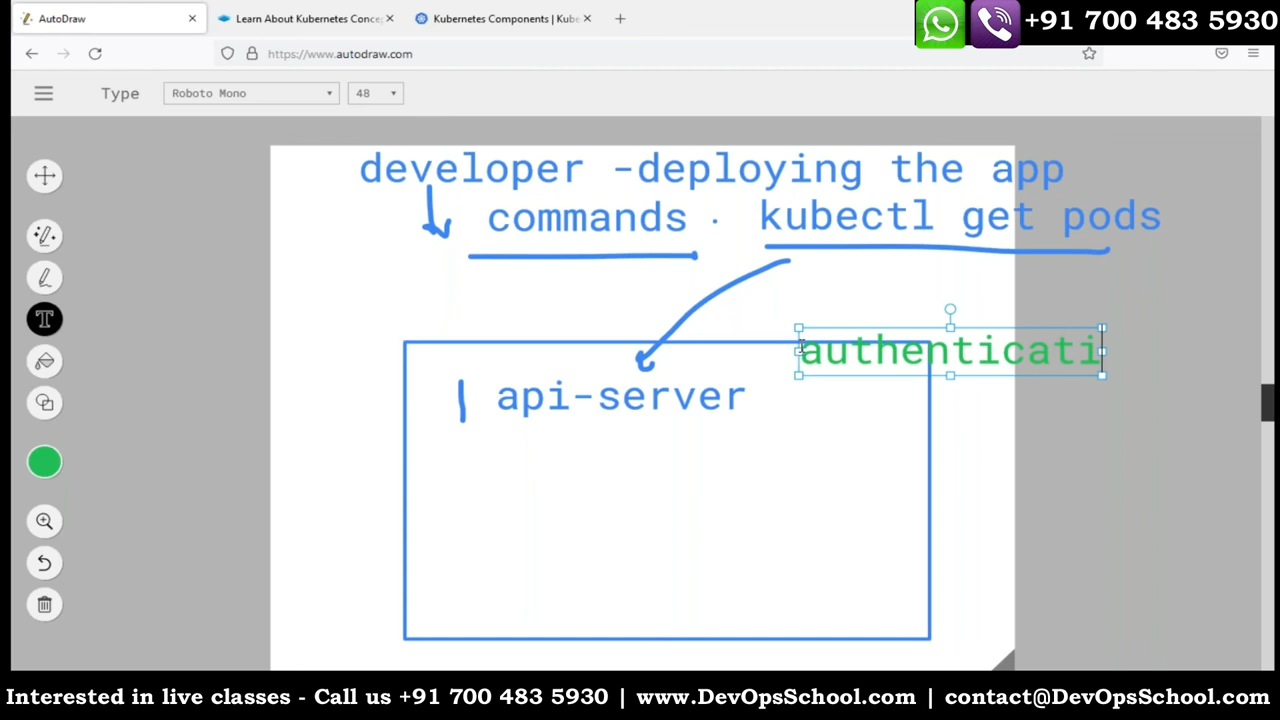 AutoDraw
Learn About Kubernetes Conce
Kubernetes Components | Kube
+91 700 483 5930
https://www.autodraw.com
Type
Roboto Mono
48
developer -deploying the app
commands · kubectl get pods
authenticati
api-server
Interested in live classes - Call us +91 700 483 5930 | www.DevOpsSchool.com | contact@DevOpsSchool.com